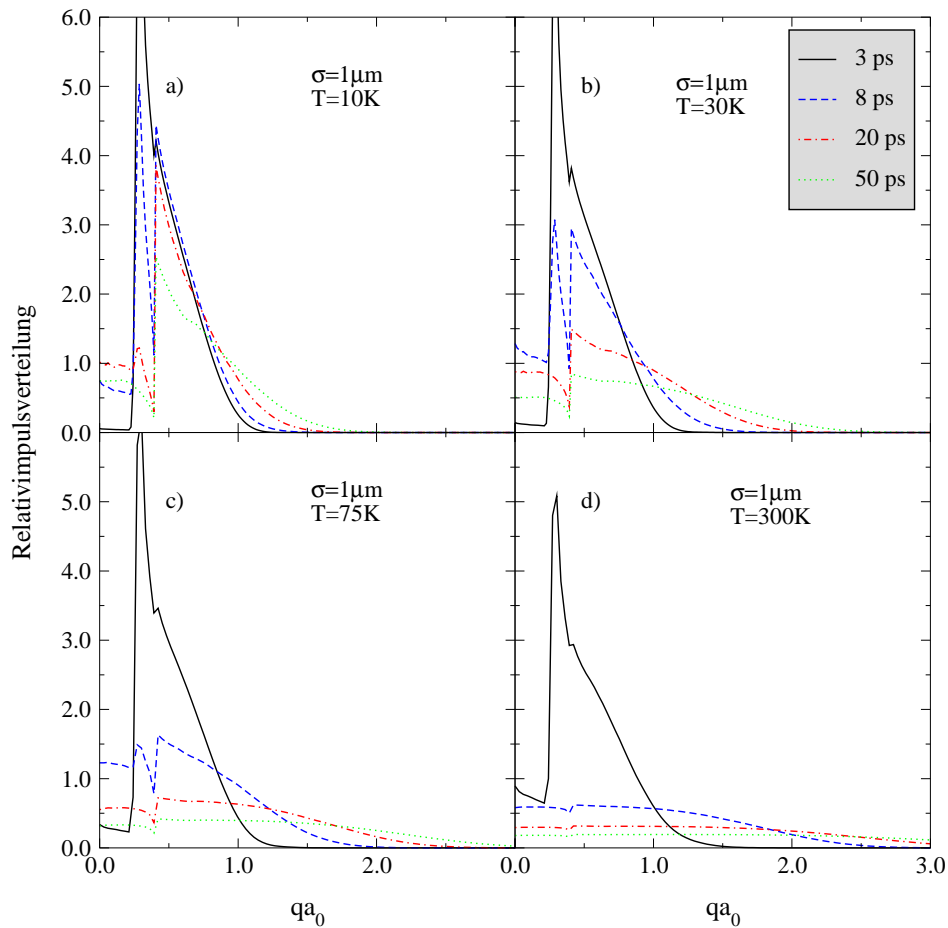 6.0
5.0
4.0
3.0
2.0
1.0
0.0
a)
σ=1μm
T=10K
b)
σ=1μm
T=30K
3 ps
8 ps
20 ps
50 ps
Relativimpulsverteilung
5.0
4.0
3.0
2.0
1.0
0.0
c)
σ=1μm
T=75K
d)
σ=1μm
T=300K
0.0 1.0 2.0 0.0 1.0 2.0 3.0
qa₀ qa₀